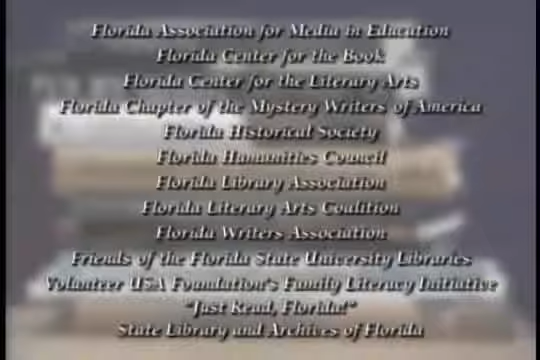 Florida Association for Media in Education
Florida Center for the Book
Florida Center for the Literary Arts
Florida Chapter of the Mystery Writers of America
Florida Historical Society
Florida Humanities Council
Florida Library Association
Florida Literary Arts Coalition
Florida Writers Association
Friends of the Florida State University Libraries
Volunteer USA Foundation's Family Literacy Initiative
"Just Read, Florida!"
State Library and Archives of Florida